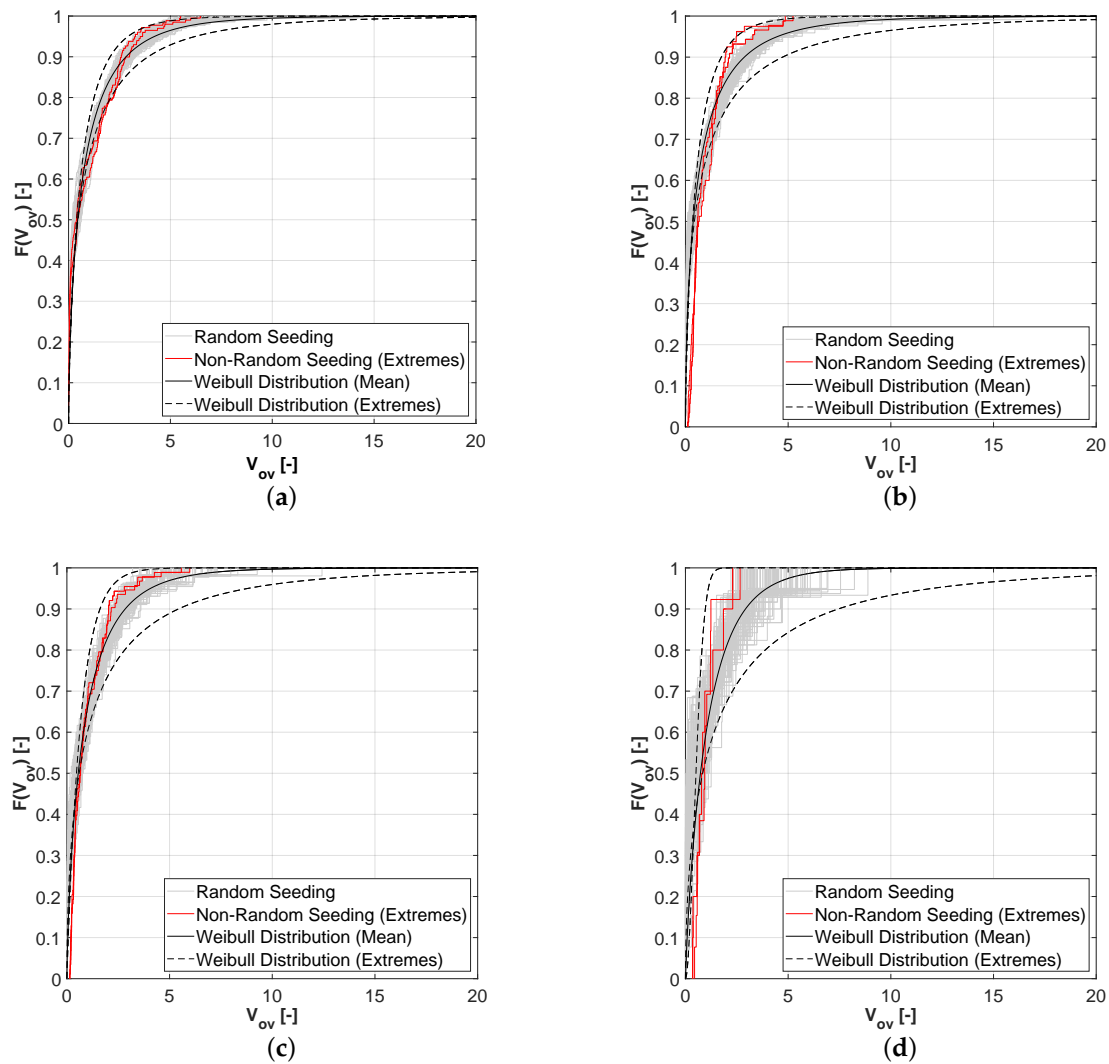 1
0.9
0.8
0.7
0.6
0.5
0.4
0.3
0.2
0.1
0
F(V_ov) [-]
Random Seeding
Non-Random Seeding (Extremes)
Weibull Distribution (Mean)
Weibull Distribution (Extremes)
0 5 10 15 20
V_ov [-]
(a)
1
0.9
0.8
0.7
0.6
0.5
0.4
0.3
0.2
0.1
0
F(V_ov) [-]
Random Seeding
Non-Random Seeding (Extremes)
Weibull Distribution (Mean)
Weibull Distribution (Extremes)
0 5 10 15 20
V_ov [-]
(b)
1
0.9
0.8
0.7
0.6
0.5
0.4
0.3
0.2
0.1
0
F(V_ov) [-]
Random Seeding
Non-Random Seeding (Extremes)
Weibull Distribution (Mean)
Weibull Distribution (Extremes)
0 5 10 15 20
V_ov [-]
(c)
1
0.9
0.8
0.7
0.6
0.5
0.4
0.3
0.2
0.1
0
F(V_ov) [-]
Random Seeding
Non-Random Seeding (Extremes)
Weibull Distribution (Mean)
Weibull Distribution (Extremes)
0 5 10 15 20
V_ov [-]
(d)